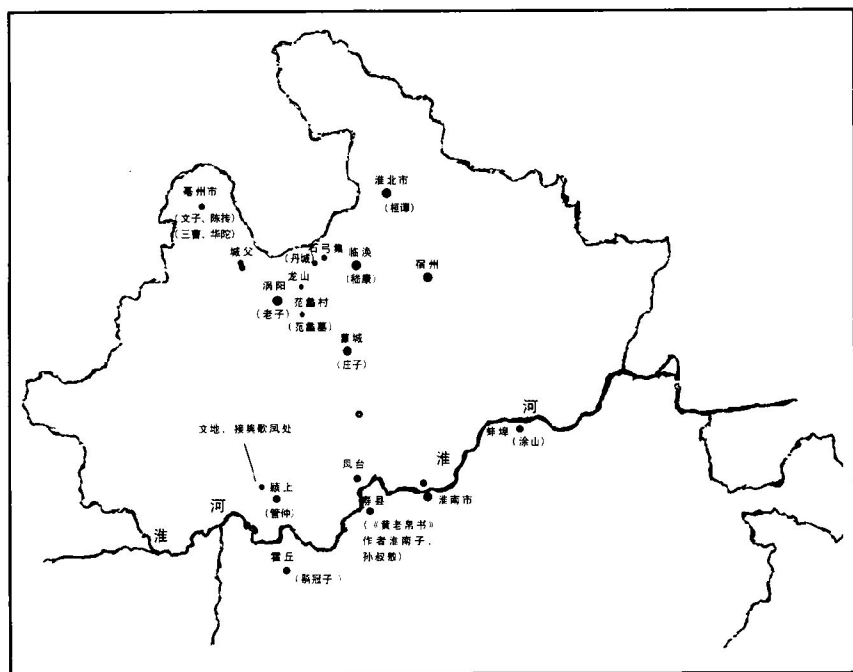 淮北市
(桓谭)
亳州市
(文子、陈抟)
(三曹、华陀)
石弓集
(丹城)
城父
临涣
(嵇康)
宿州
龙山
涡阳
(老子)
范蠡村
(范蠡墓)
蒙城
(庄子)
河
文地、接舆歌凤处
蚌埠
(涂山)
凤台
淮
颍上
(管仲)
淮南市
寿县
(《黄老帛书》
作者淮南子,
孙叔敖)
河
淮
霍丘
(鹖冠子)